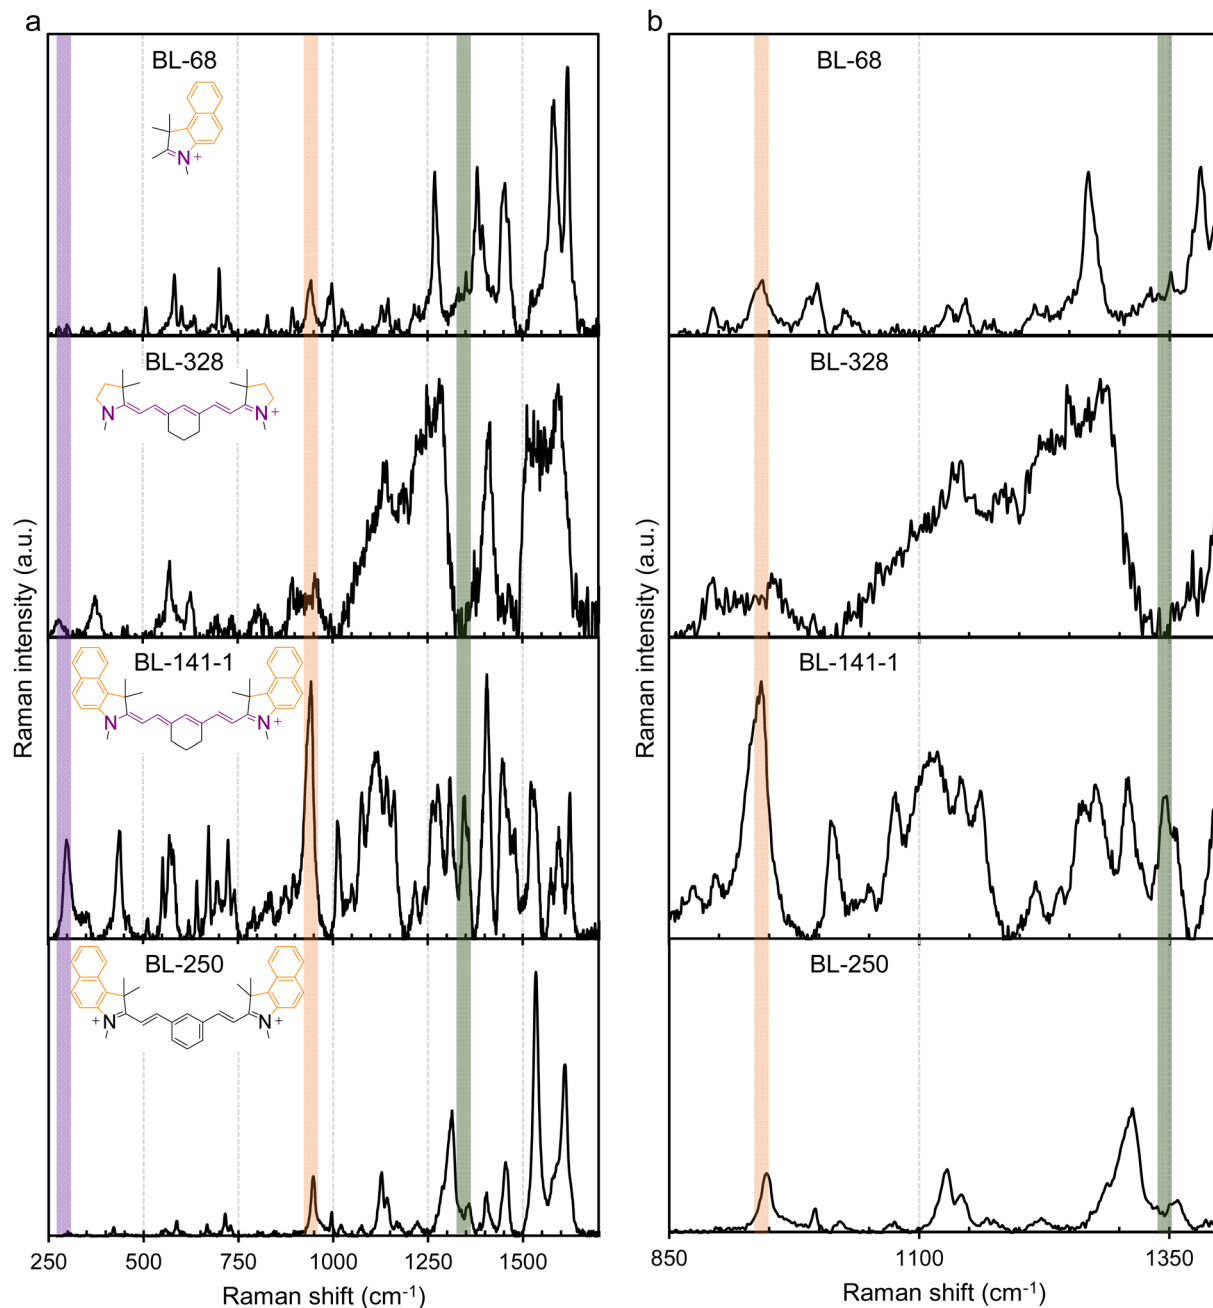 a
b
BL-68
BL-68
N
+
BL-328
BL-328
N
N
+
BL-141-1
BL-141-1
N
N
+
BL-250
BL-250
+
N
N
+
Raman intensity (a.u.)
Raman intensity (a.u.)
250 500 750 1000 1250 1500
850 1100 1350
Raman shift (cm⁻¹)
Raman shift (cm⁻¹)